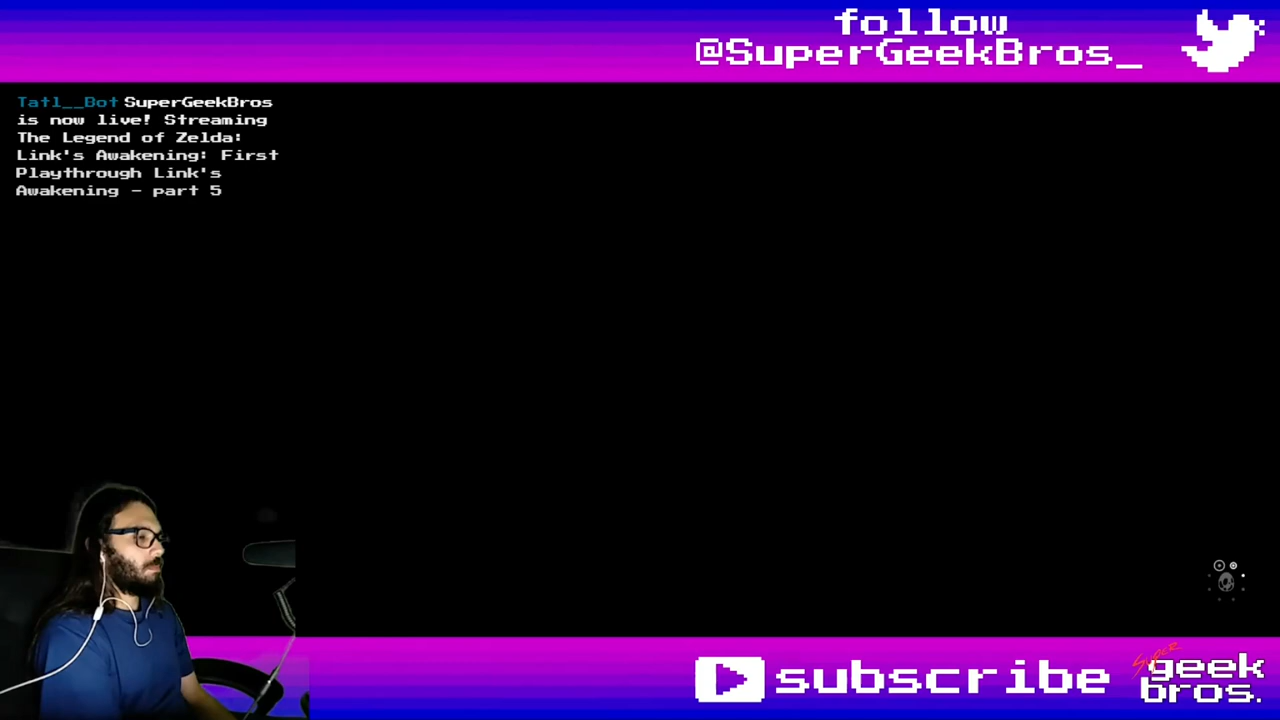 follow
@SuperGeekBros_
Tatl__Bot SuperGeekBros
is now live! Streaming
The Legend of Zelda:
Link's Awakening: First
Playthrough Link's
Awakening - part 5
subscribe
super
geek
bros.